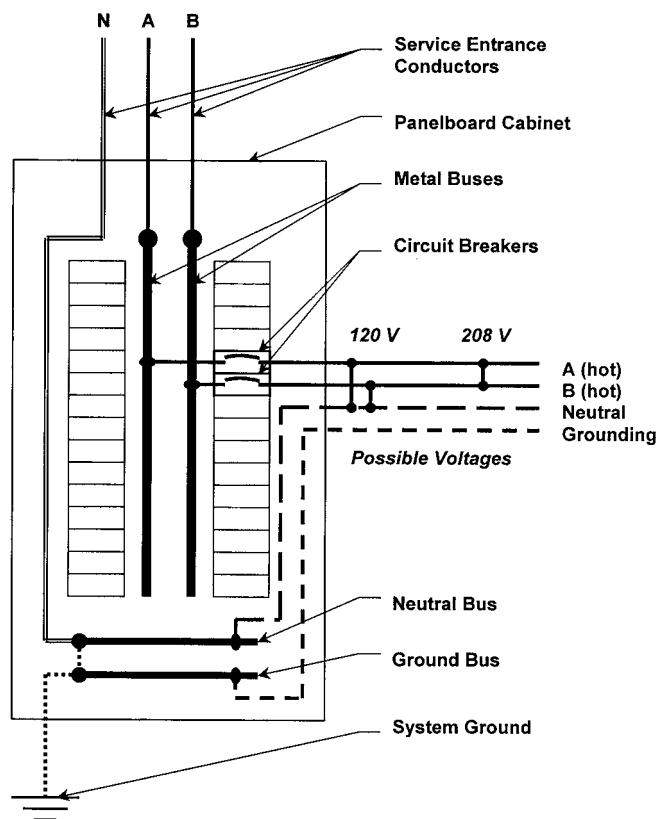 N A B
Service Entrance
Conductors
Panelboard Cabinet
Metal Buses
Circuit Breakers
120 V 208 V
A (hot)
B (hot)
Neutral
Grounding
Possible Voltages
Neutral Bus
Ground Bus
System Ground